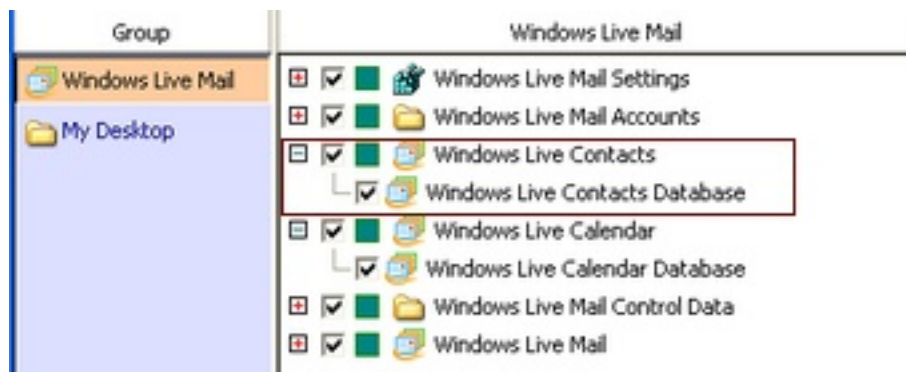 Group
Windows Live Mail
Windows Live Mail
My Desktop
Windows Live Mail Settings
Windows Live Mail Accounts
Windows Live Contacts
Windows Live Contacts Database
Windows Live Calendar
Windows Live Calendar Database
Windows Live Mail Control Data
Windows Live Mail